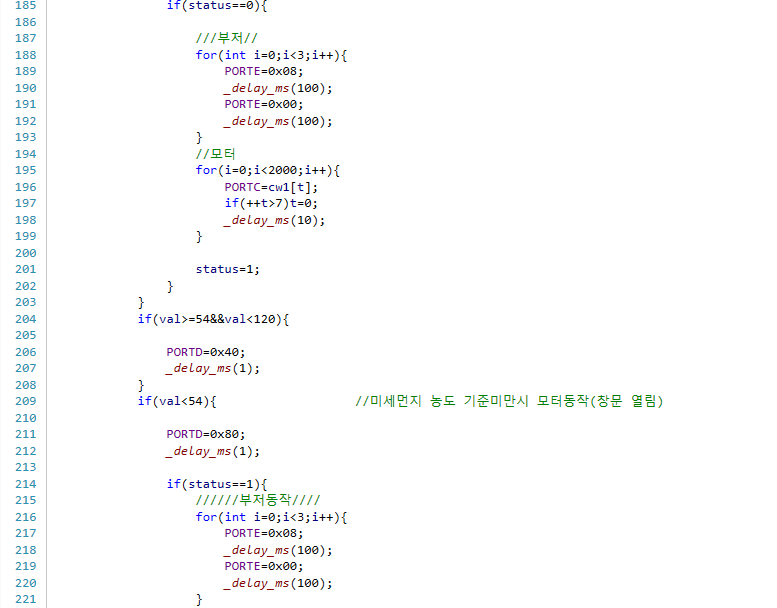 185 if(status==0){
186
187 ///부저//
188 for(int i=0;i<3;i++){
189 PORTE=0x08;
190 _delay_ms(100);
191 PORTE=0x00;
192 _delay_ms(100);
193 }
194 //모터
195 for(i=0;i<2000;i++){
196 PORTC=cw1[t];
197 if(++t>7)t=0;
198 _delay_ms(10);
199 }
200
201 status=1;
202 }
203 }
204 if(val>=54&&val<120){
205
206 PORTD=0x40;
207 _delay_ms(1);
208 }
209 if(val<54){ //미세먼지 농도 기준미만시 모터동작(창문 열림)
210
211 PORTD=0x80;
212 _delay_ms(1);
213
214 if(status==1){
215 //////부저동작////
216 for(int i=0;i<3;i++){
217 PORTE=0x08;
218 _delay_ms(100);
219 PORTE=0x00;
220 _delay_ms(100);
221 }